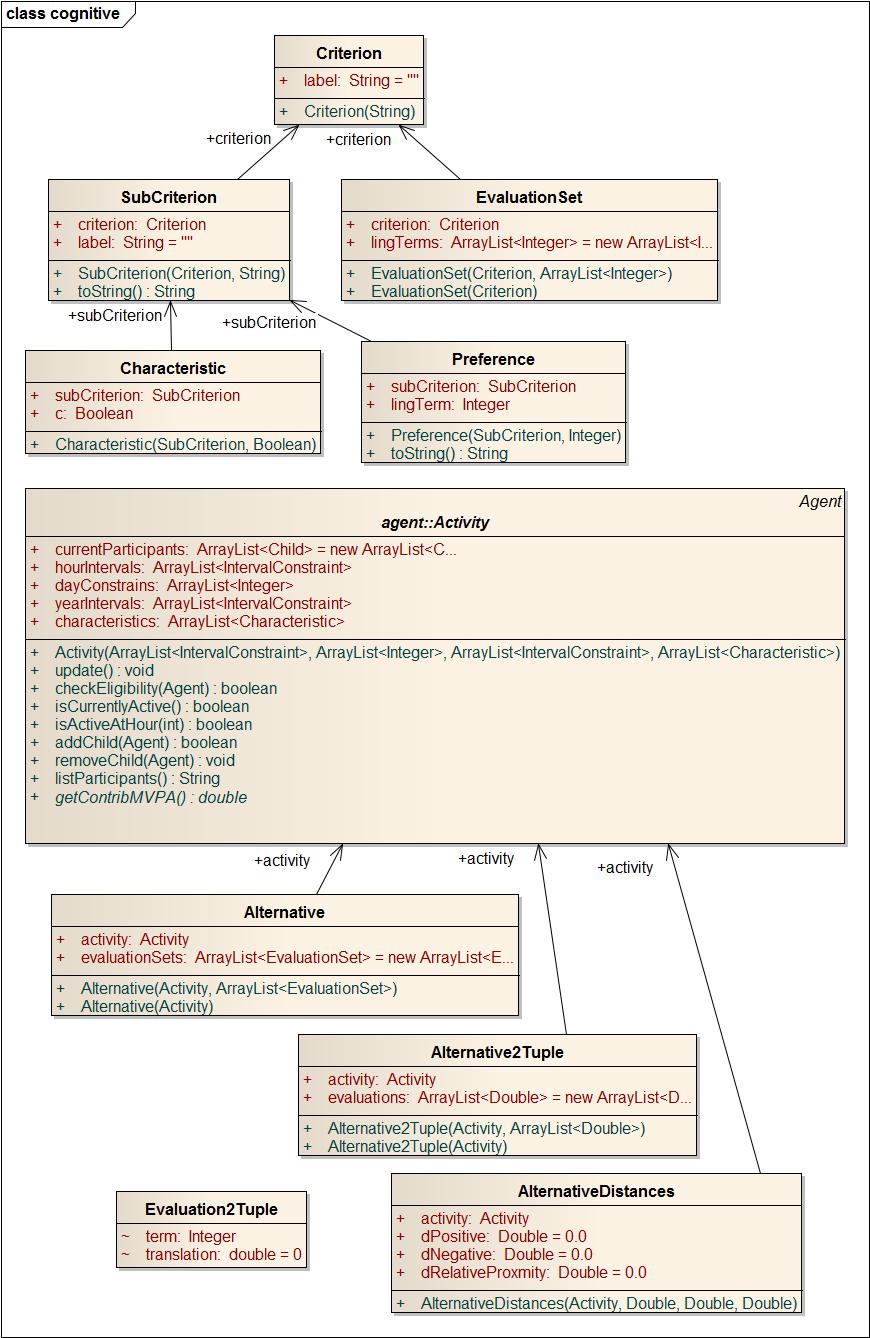 class cognitive
Criterion
+ label: String = ""
+ Criterion(String)
+criterion
+criterion
SubCriterion
+ criterion: Criterion
+ label: String = ""
+ SubCriterion(Criterion, String)
+ toString() : String
EvaluationSet
+ criterion: Criterion
+ lingTerms: ArrayList<Integer> = new ArrayList<I...
+ EvaluationSet(Criterion, ArrayList<Integer>)
+ EvaluationSet(Criterion)
+subCriterion
+subCriterion
Characteristic
+ subCriterion: SubCriterion
+ c: Boolean
+ Characteristic(SubCriterion, Boolean)
Preference
+ subCriterion: SubCriterion
+ lingTerm: Integer
+ Preference(SubCriterion, Integer)
+ toString() : String
Agent
agent::Activity
+ currentParticipants: ArrayList<Child> = new ArrayList<C...
+ hourIntervals: ArrayList<IntervalConstraint>
+ dayConstrains: ArrayList<Integer>
+ yearIntervals: ArrayList<IntervalConstraint>
+ characteristics: ArrayList<Characteristic>
+ Activity(ArrayList<IntervalConstraint>, ArrayList<Integer>, ArrayList<IntervalConstraint>, ArrayList<Characteristic>)
+ update() : void
+ checkEligibility(Agent) : boolean
+ isCurrentlyActive() : boolean
+ isActiveAtHour(int) : boolean
+ addChild(Agent) : boolean
+ removeChild(Agent) : void
+ listParticipants() : String
+ getContribMVPA() : double
+activity
+activity
+activity
Alternative
+ activity: Activity
+ evaluationSets: ArrayList<EvaluationSet> = new ArrayList<E...
+ Alternative(Activity, ArrayList<EvaluationSet>)
+ Alternative(Activity)
Alternative2Tuple
+ activity: Activity
+ evaluations: ArrayList<Double> = new ArrayList<D...
+ Alternative2Tuple(Activity, ArrayList<Double>)
+ Alternative2Tuple(Activity)
Evaluation2Tuple
~ term: Integer
~ translation: double = 0
AlternativeDistances
+ activity: Activity
+ dPositive: Double = 0.0
+ dNegative: Double = 0.0
+ dRelativeProxmity: Double = 0.0
+ AlternativeDistances(Activity, Double, Double, Double)